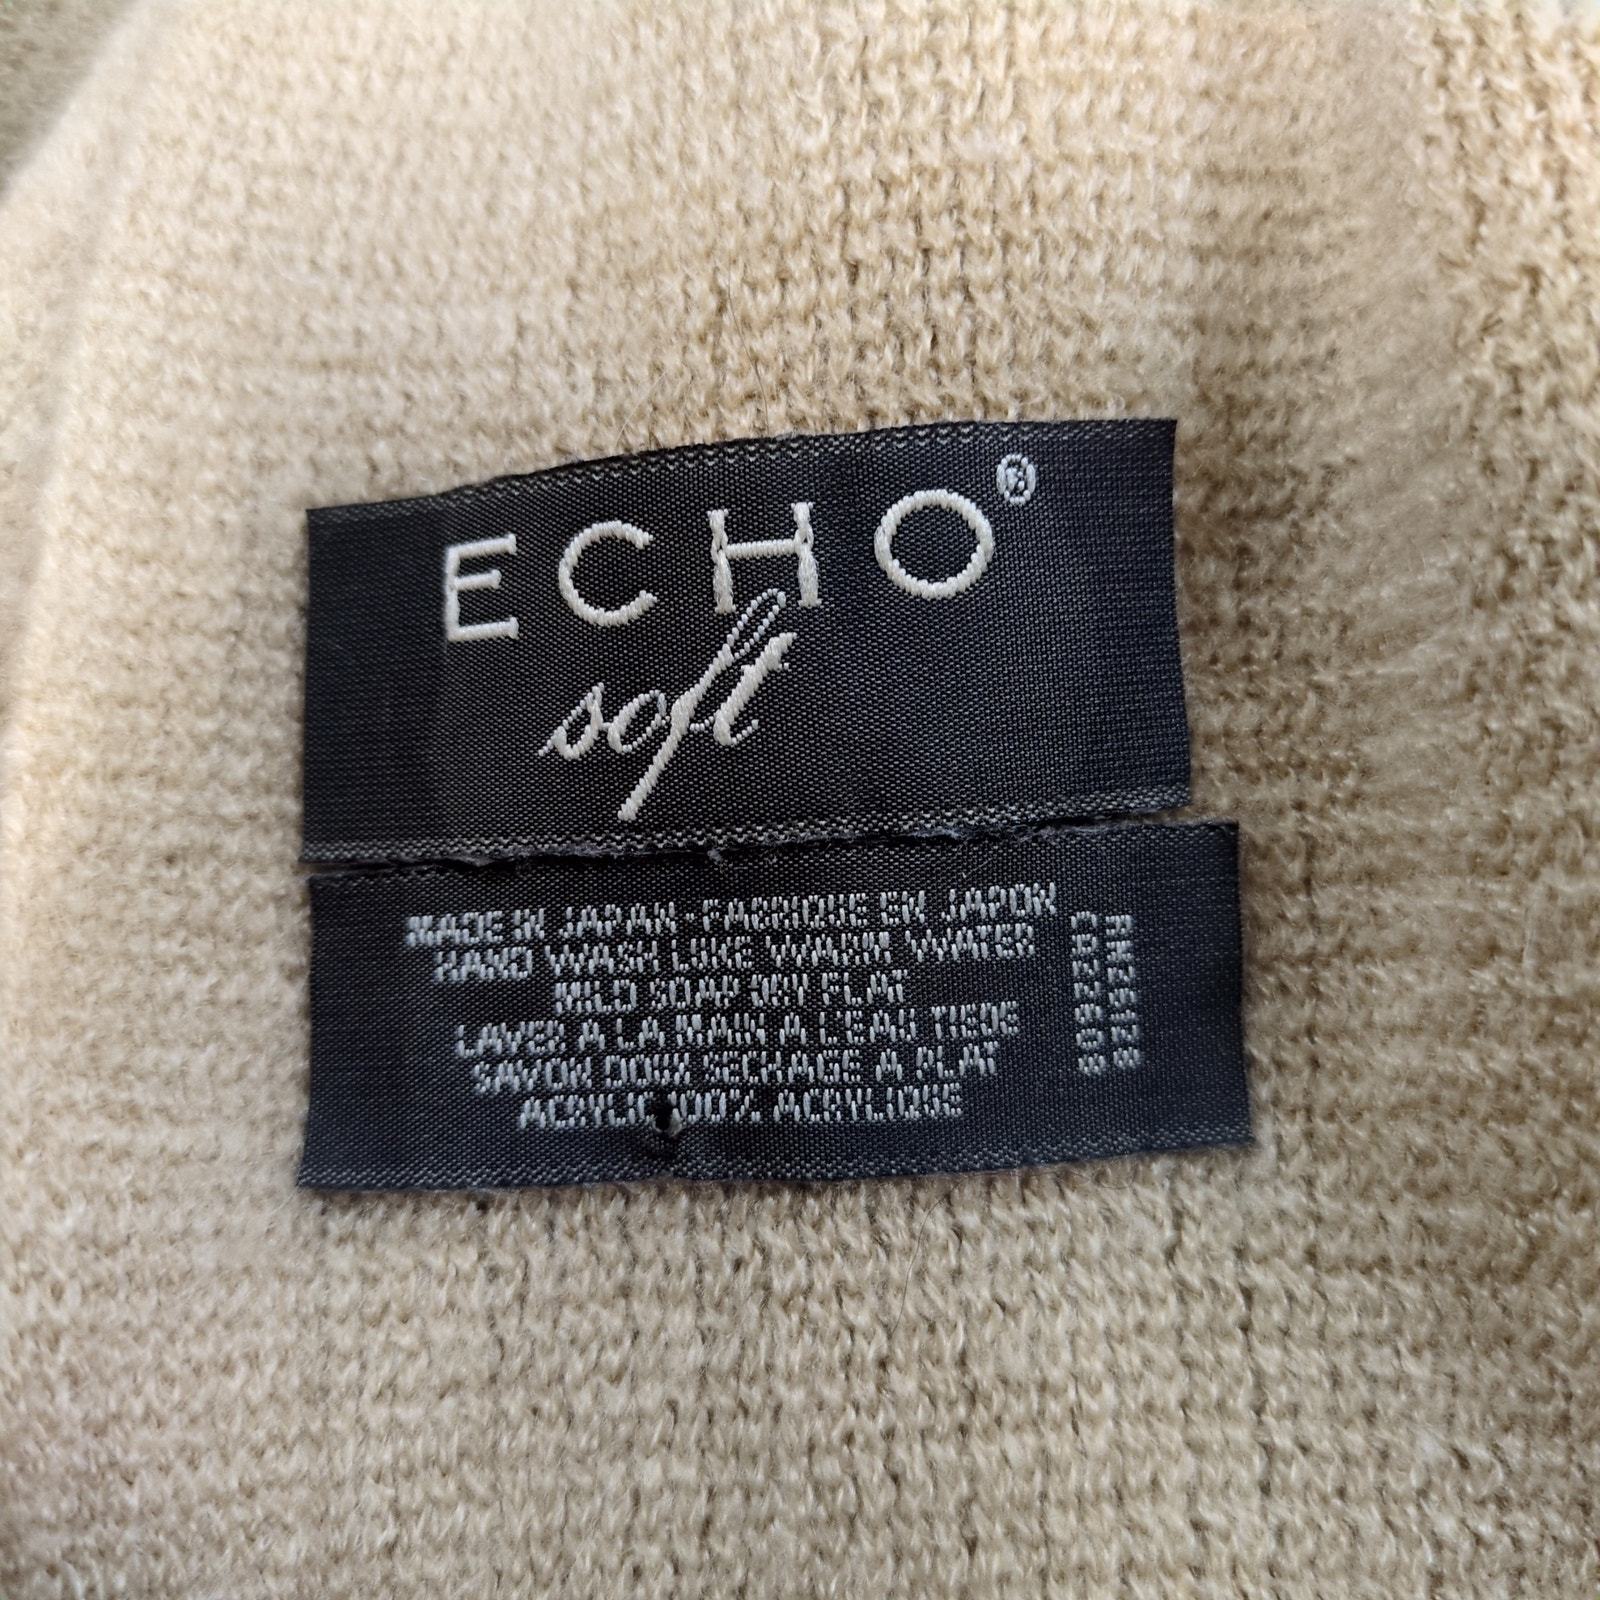 ECHO®
soft
MADE IN JAPAN-FABRIQUE EN JAPON
HAND WASH LUKE WARM WATER
MILD SOAP DRY FLAT
LAVER A LA MAIN A L'EAU TIEDE
SAVON DOUX SECHAGE A PLAT
ACRYLIC 100% ACRYLIQUE
CA22609